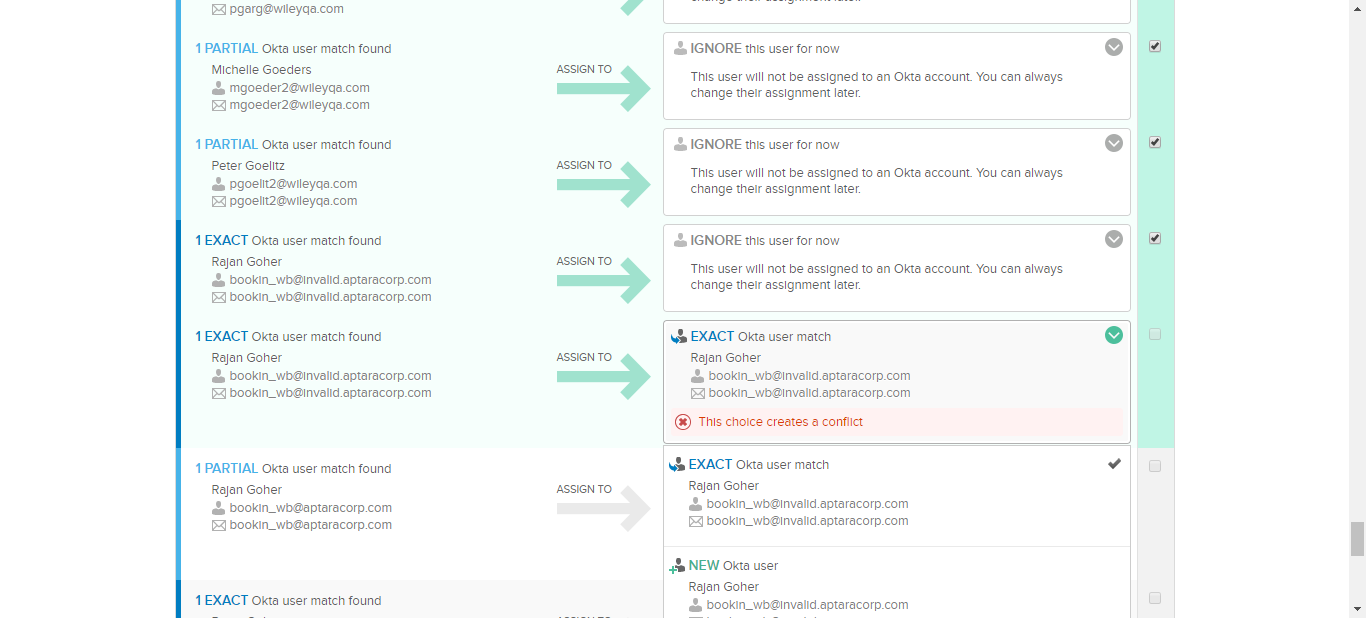 pgarg@wileyqa.com
change their assignment later.
1 PARTIAL Okta user match found
Michelle Goeders
mgoeder2@wileyqa.com
mgoeder2@wileyqa.com
ASSIGN TO
IGNORE this user for now
This user will not be assigned to an Okta account. You can always
change their assignment later.
1 PARTIAL Okta user match found
Peter Goelitz
pgoelit2@wileyqa.com
pgoelit2@wileyqa.com
ASSIGN TO
IGNORE this user for now
This user will not be assigned to an Okta account. You can always
change their assignment later.
1 EXACT Okta user match found
Rajan Goher
bookin_wb@invalid.aptaracorp.com
bookin_wb@invalid.aptaracorp.com
ASSIGN TO
IGNORE this user for now
This user will not be assigned to an Okta account. You can always
change their assignment later.
1 EXACT Okta user match found
Rajan Goher
bookin_wb@invalid.aptaracorp.com
bookin_wb@invalid.aptaracorp.com
ASSIGN TO
EXACT Okta user match
Rajan Goher
bookin_wb@invalid.aptaracorp.com
bookin_wb@invalid.aptaracorp.com
This choice creates a conflict
1 PARTIAL Okta user match found
Rajan Goher
bookin_wb@aptaracorp.com
bookin_wb@aptaracorp.com
ASSIGN TO
EXACT Okta user match
Rajan Goher
bookin_wb@invalid.aptaracorp.com
bookin_wb@invalid.aptaracorp.com
NEW Okta user
Rajan Goher
bookin_wb@invalid.aptaracorp.com
1 EXACT Okta user match found